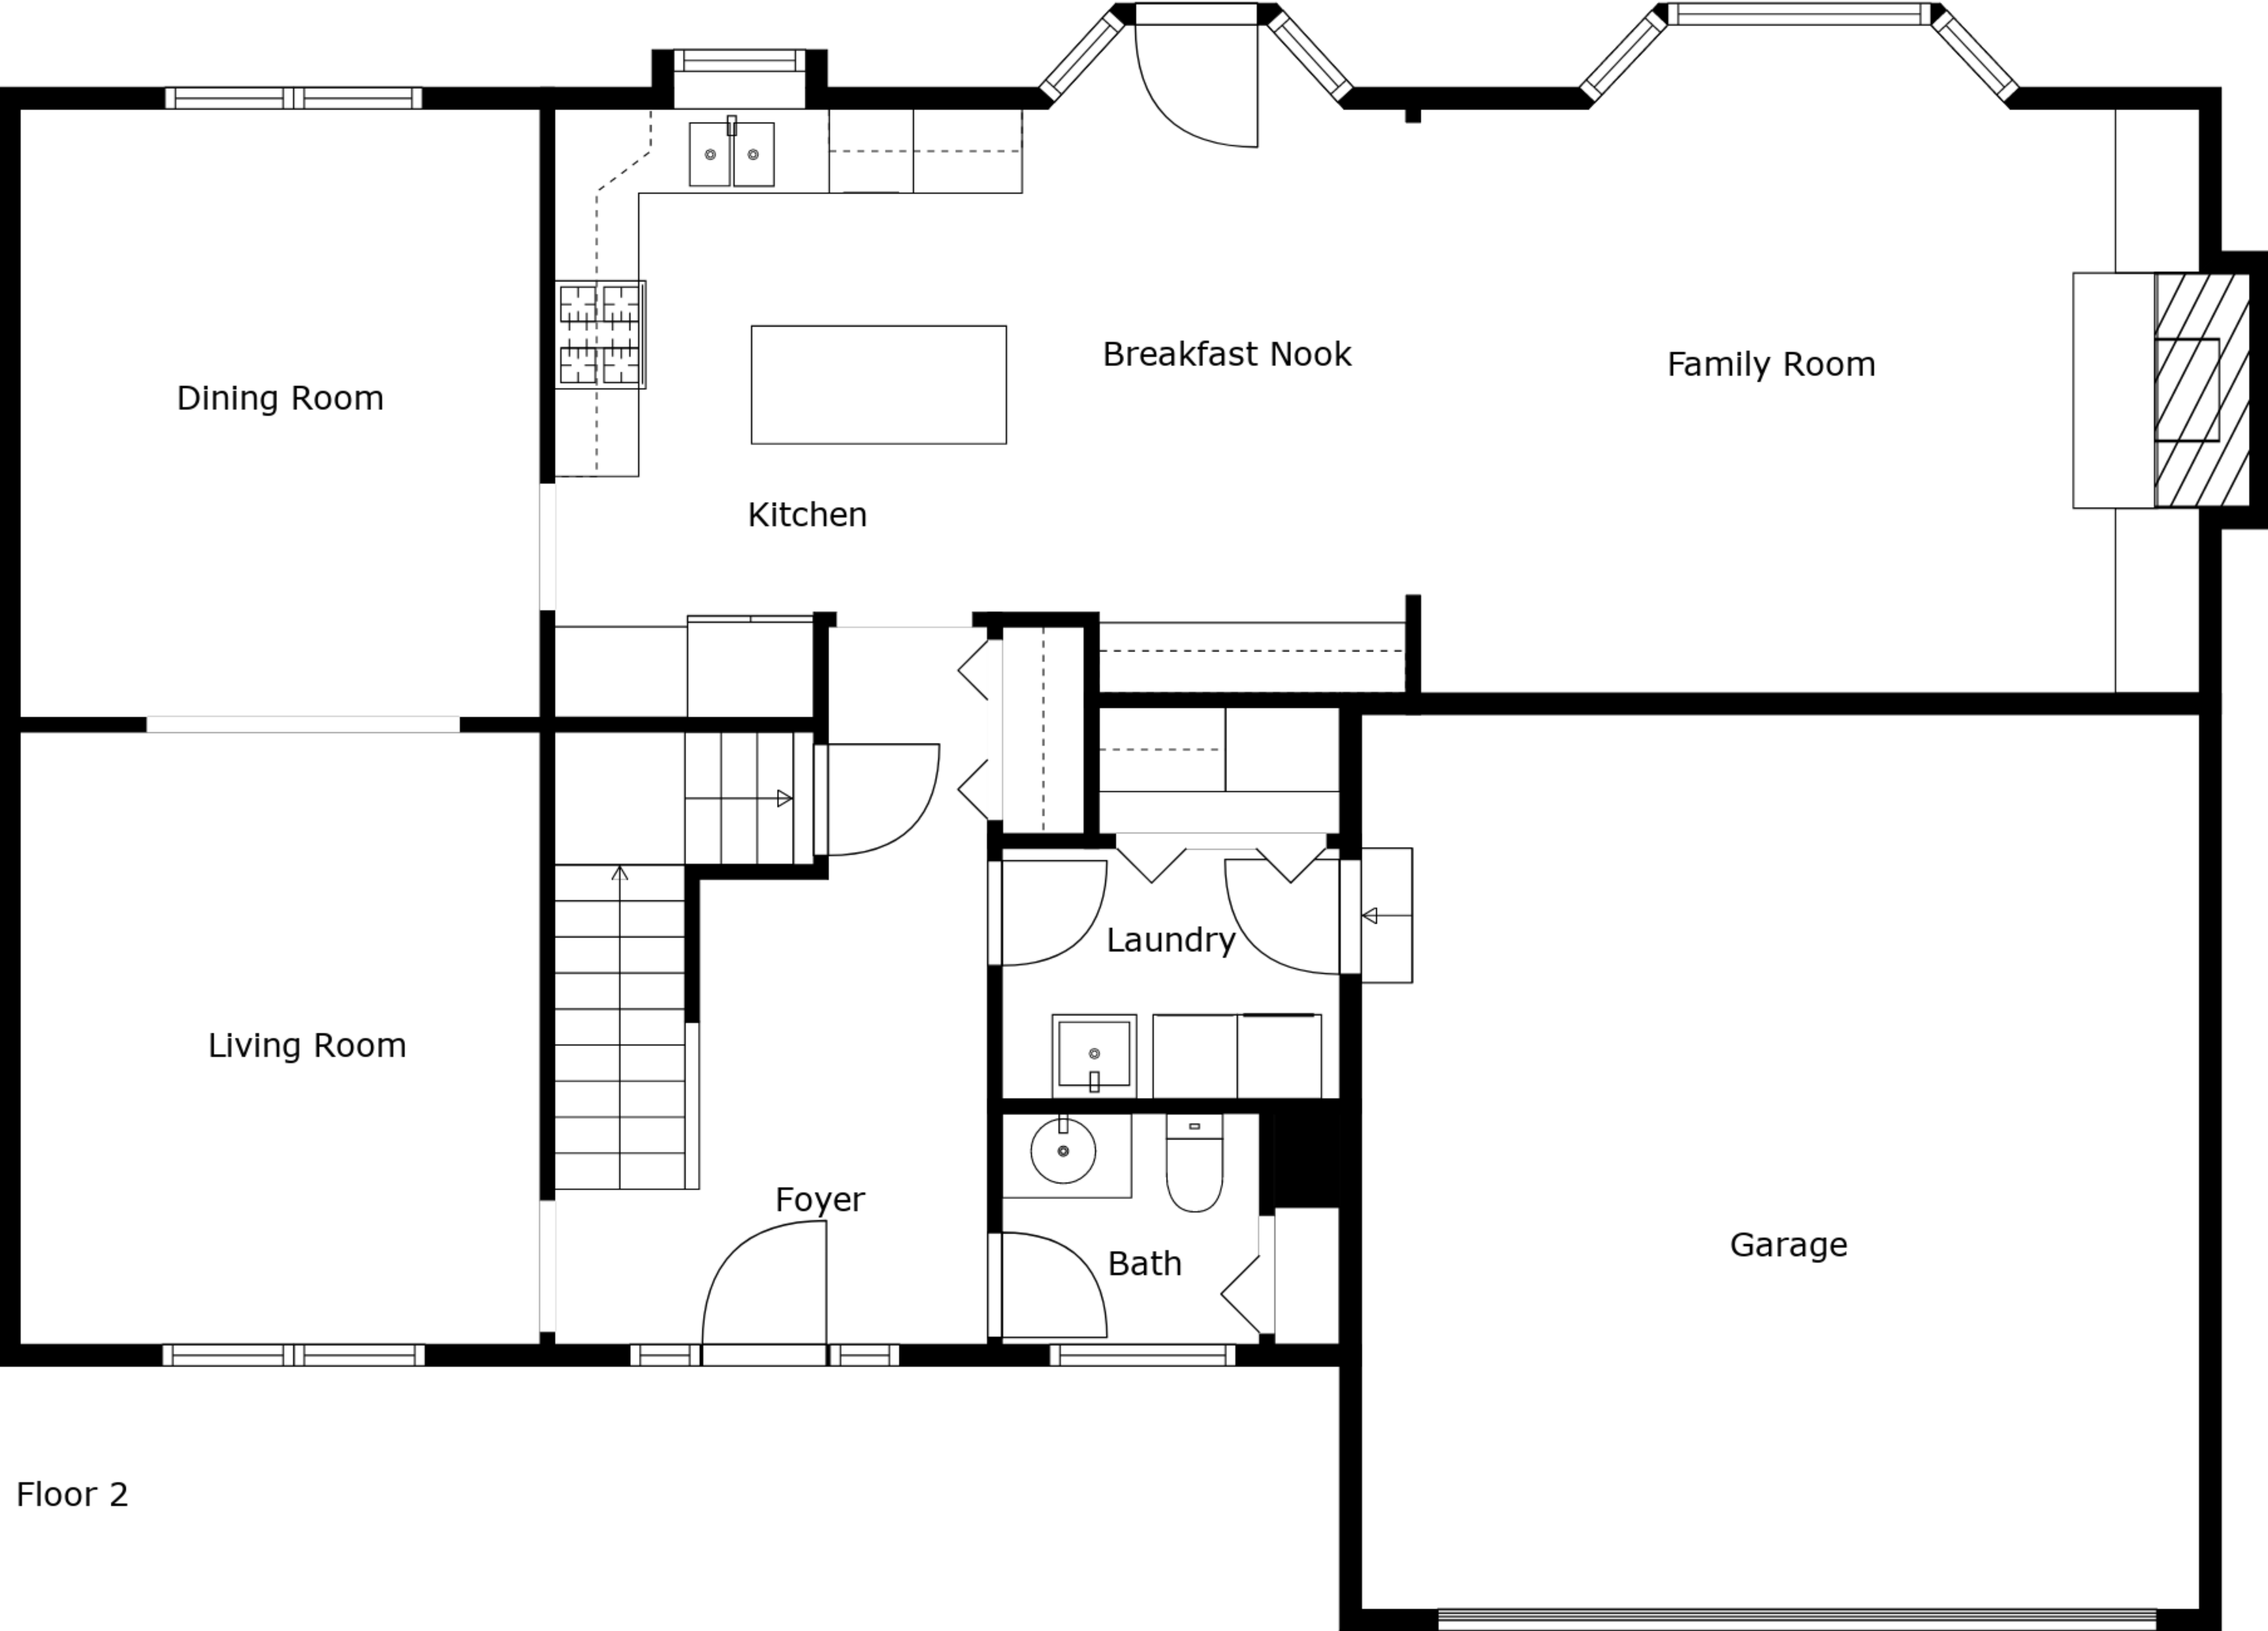 Breakfast Nook
Family Room
Dining Room
Kitchen
Laundry
Living Room
Foyer
Garage
Bath
Floor 2